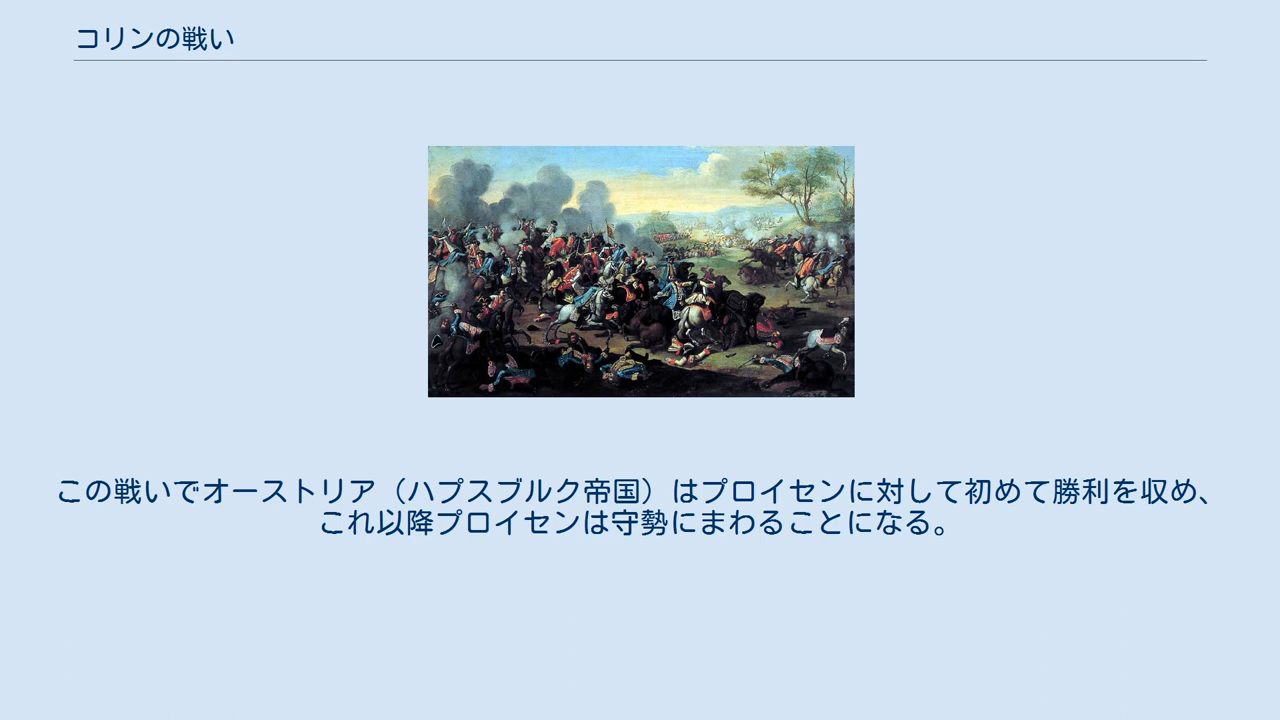 コリンの戦い
この戦いでオーストリア（ハプスブルク帝国）はプロイセンに対して初めて勝利を収め、
これ以降プロイセンは守勢にまわることになる。